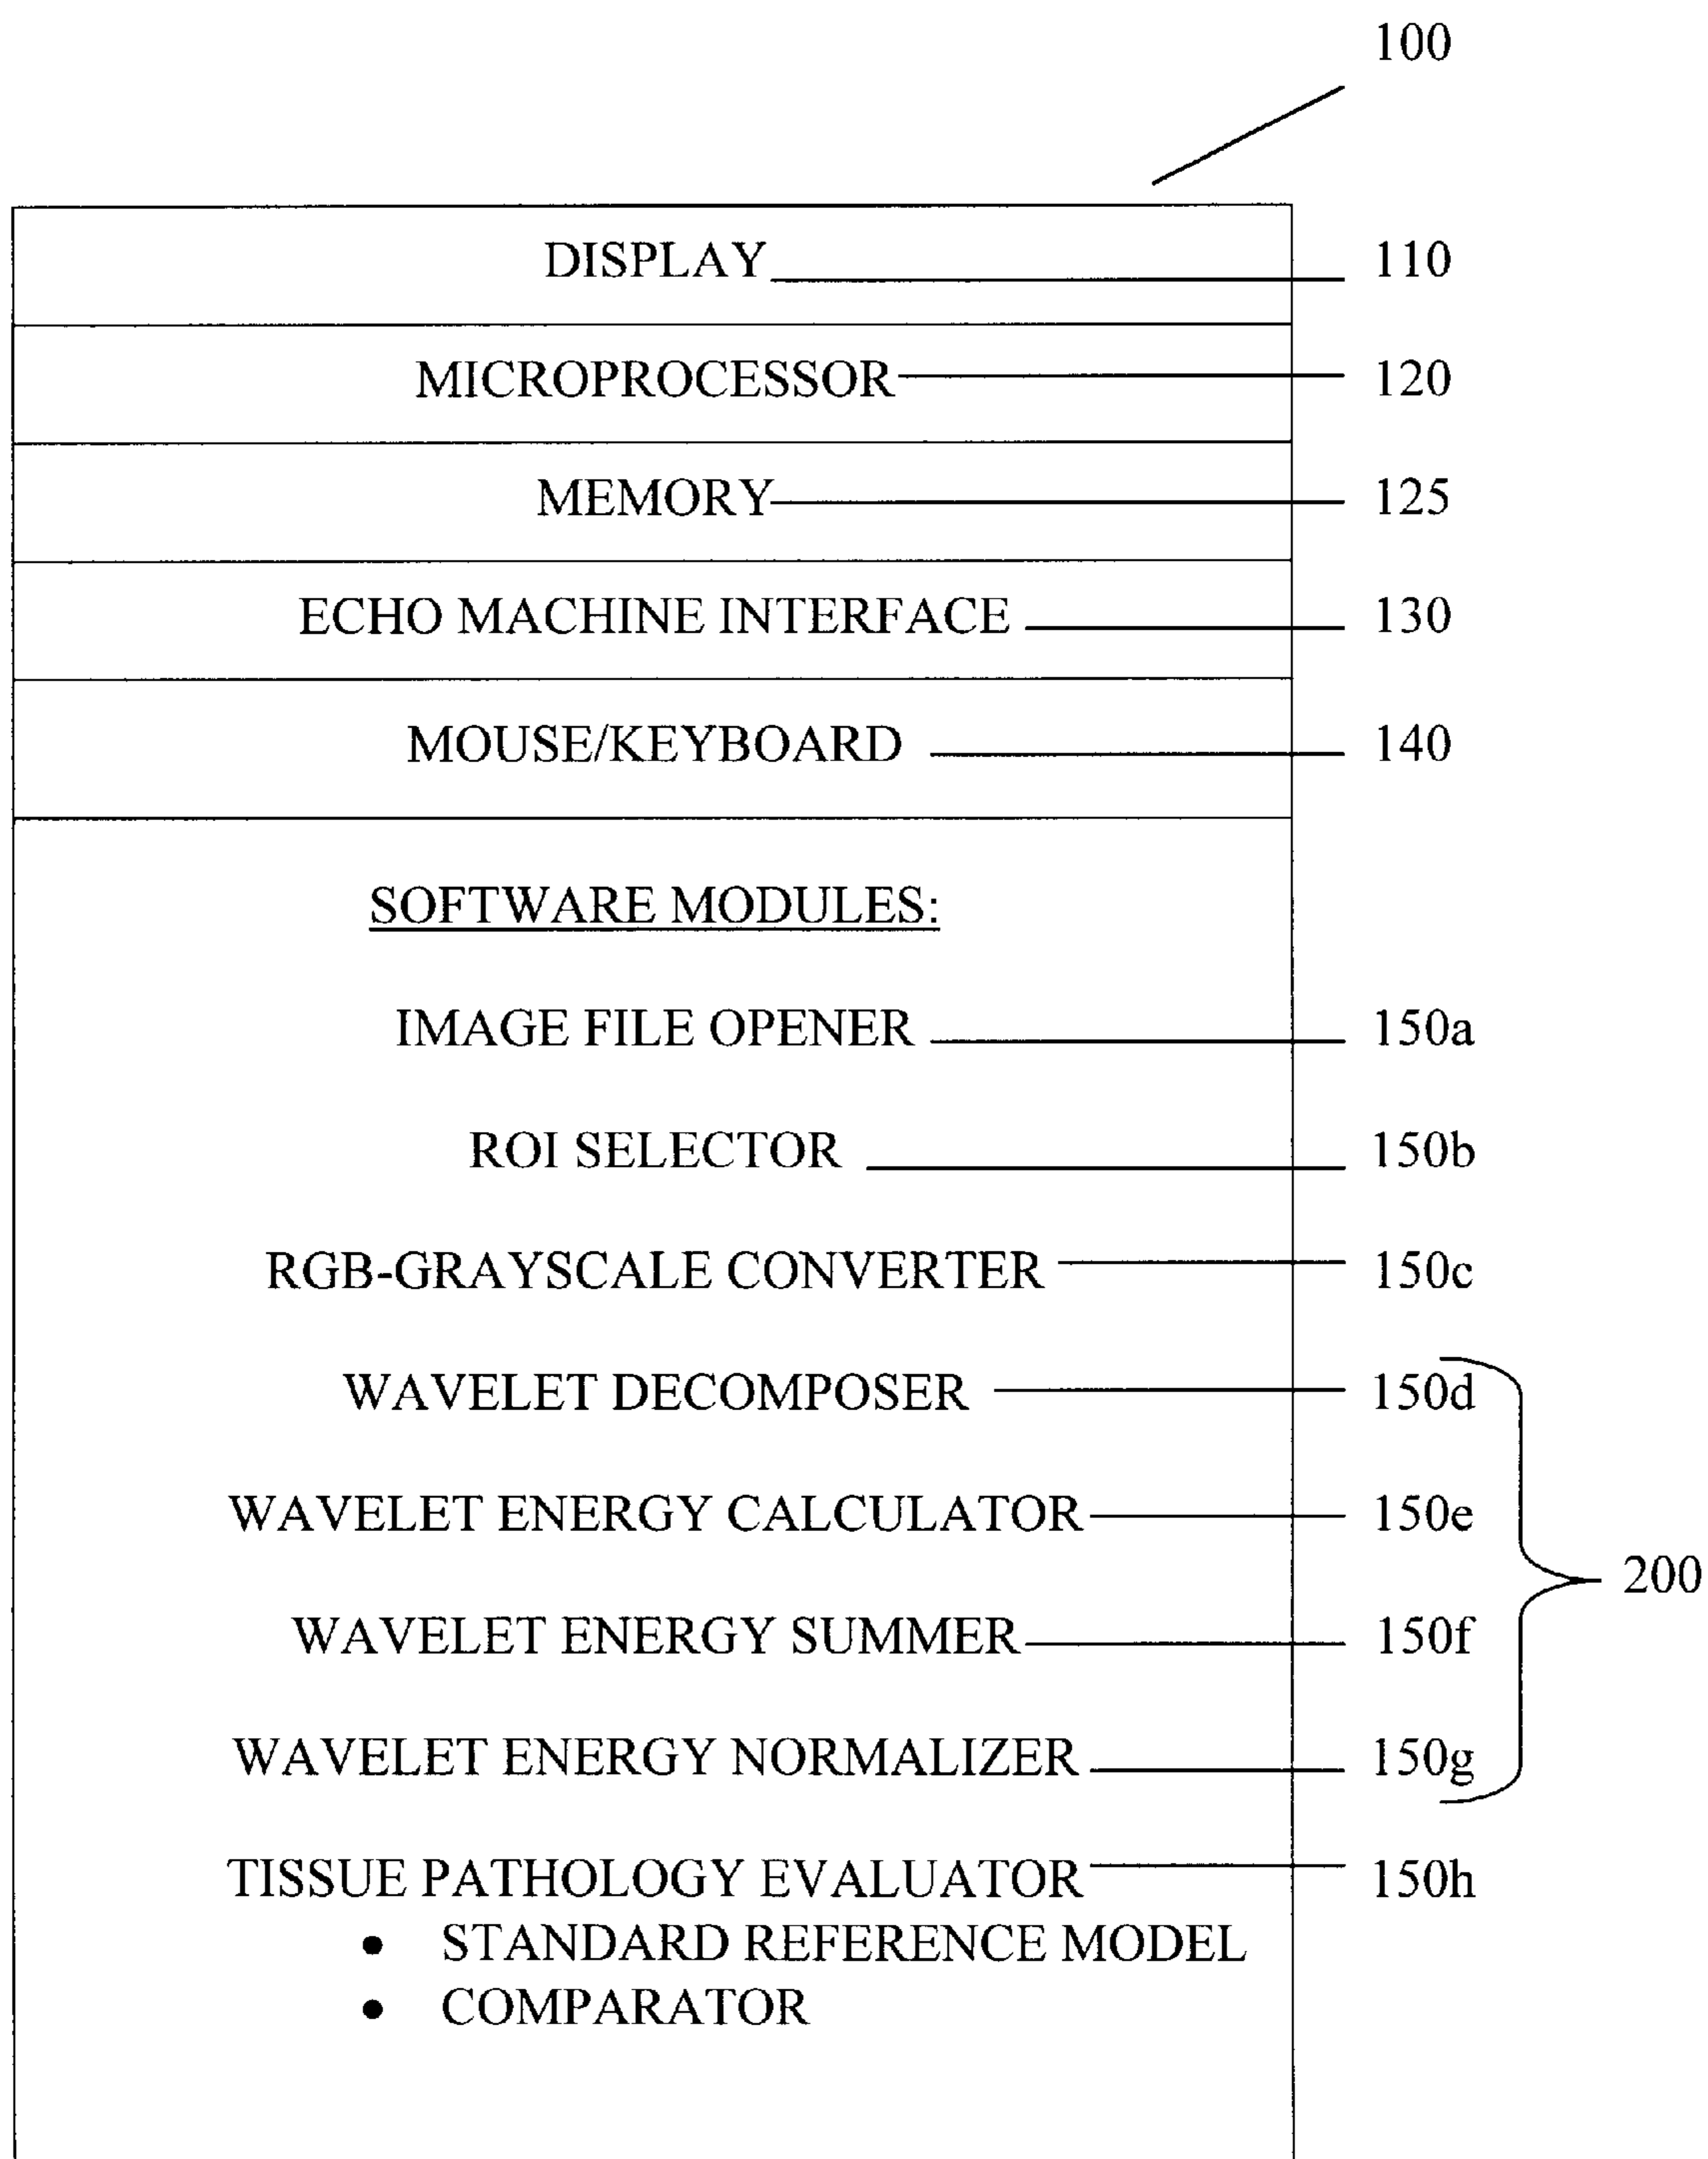 100
DISPLAY 110
MICROPROCESSOR 120
MEMORY 125
ECHO MACHINE INTERFACE 130
MOUSE/KEYBOARD 140
SOFTWARE MODULES:
IMAGE FILE OPENER 150a
ROI SELECTOR 150b
RGB-GRAYSCALE CONVERTER 150c
WAVELET DECOMPOSER 150d
WAVELET ENERGY CALCULATOR 150e
200
WAVELET ENERGY SUMMER 150f
WAVELET ENERGY NORMALIZER 150g
TISSUE PATHOLOGY EVALUATOR 150h
• STANDARD REFERENCE MODEL
• COMPARATOR